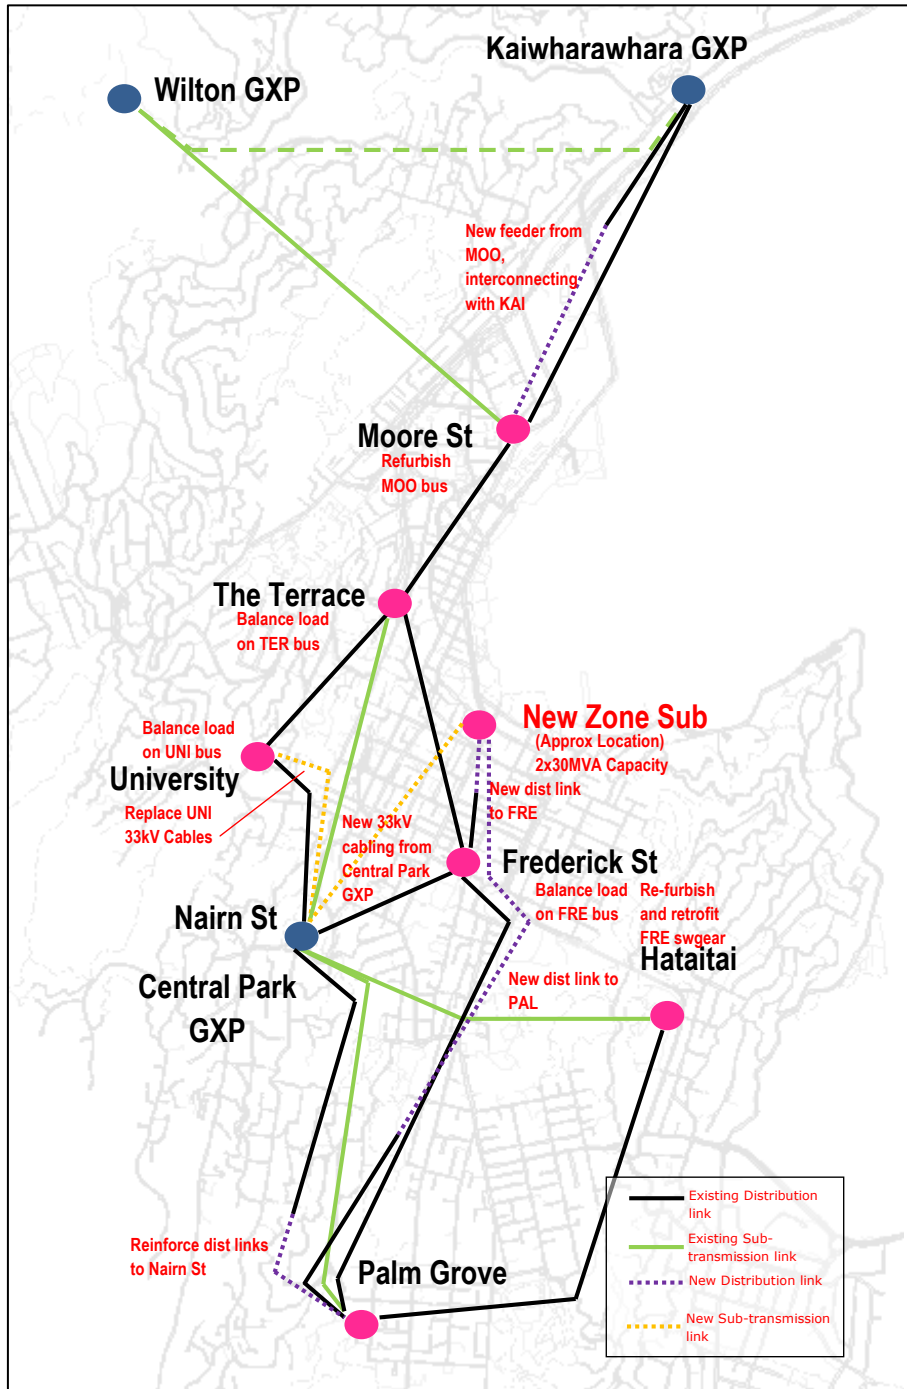 Kaiwharawhara GXP
Wilton GXP
New feeder from
MOO,
interconnecting
with KAI
Moore St
Refurbish
MOO bus
The Terrace
Balance load
on TER bus
New Zone Sub
(Approx Location)
2x30MVA Capacity
Balance load
on UNI bus
University
Replace UNI
33kV Cables
New dist link
to FRE
New 33kV
cabling from
Central Park
GXP
Frederick St
Balance load
on FRE bus
Re-furbish
and retrofit
FRE swgear
Nairn St
Hataitai
Central Park
GXP
New dist link to
PAL
Reinforce dist links
to Nairn St
Palm Grove
Existing Distribution
link
Existing Sub-
transmission link
New Distribution link
New Sub-transmission
link